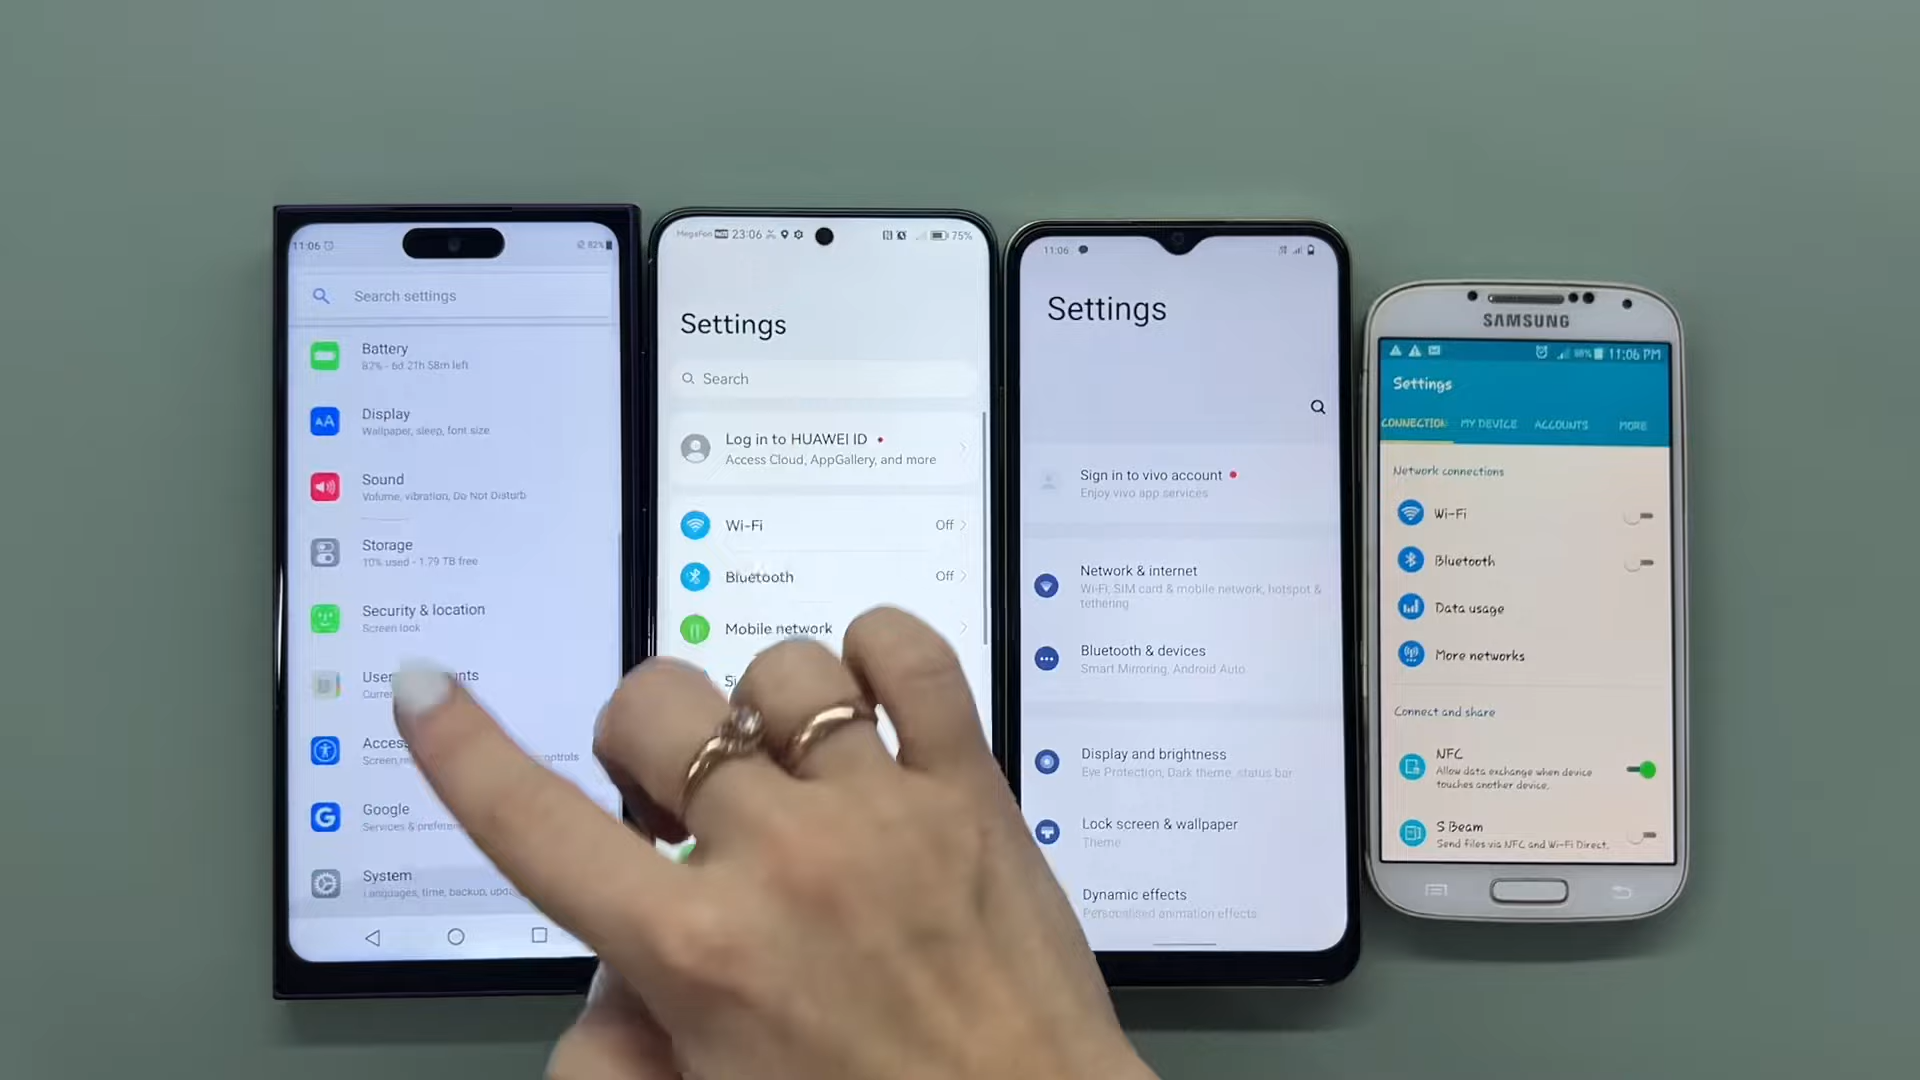 11:06
82%
Search settings
Battery
82% - 6d 21h 58m left
Display
Wallpaper, sleep, font size
Sound
Volume, vibration, Do Not Disturb
Storage
10% used - 1.79 TB free
Security & location
Screen lock
controls
Google
System
Languages, time, backup,
MegaFon 23:06
75%
Settings
Search
Log in to HUAWEI ID
Access Cloud, AppGallery, and more
Wi-Fi
Off
Bluetooth
Off
Mobile network
11:06
Settings
Sign in to vivo account
Enjoy vivo app services
Network & internet
Wi-Fi, SIM card & mobile network, hotspot &
tethering
Bluetooth & devices
Smart Mirroring, Android Auto
Display and brightness
Eye Protection, Dark theme, status bar
Lock screen & wallpaper
Theme
Dynamic effects
Personalised animation effects
SAMSUNG
11:06 PM
Settings
CONNECTION
MY DEVICE
ACCOUNTS
MORE
Network connections
Wi-Fi
Bluetooth
Data usage
More networks
Connect and share
NFC
Allow data exchange when device
touches another device.
S Beam
Send files via NFC and Wi-Fi Direct.